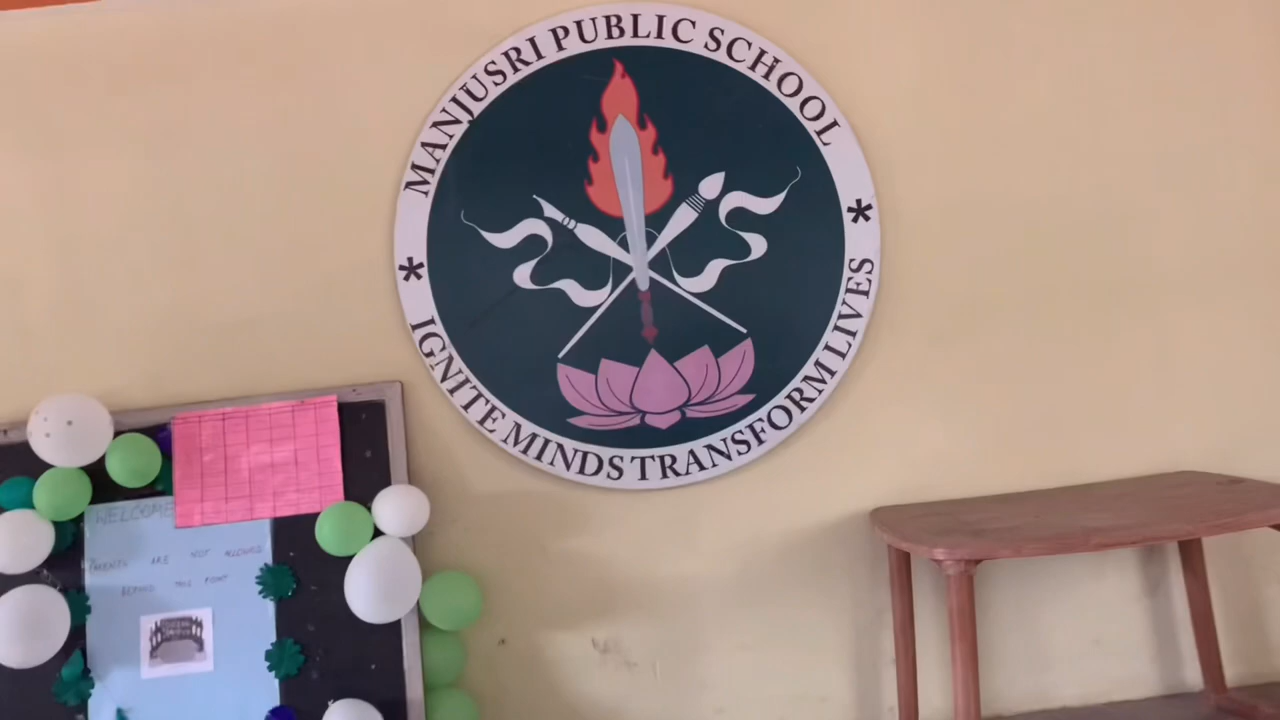 MANJUSRI PUBLIC SCHOOL
* *
IGNITE MINDS TRANSFORM LIVES
WELCOME
PARENTS ARE NOT ALLOWED
BEYOND THIS POINT